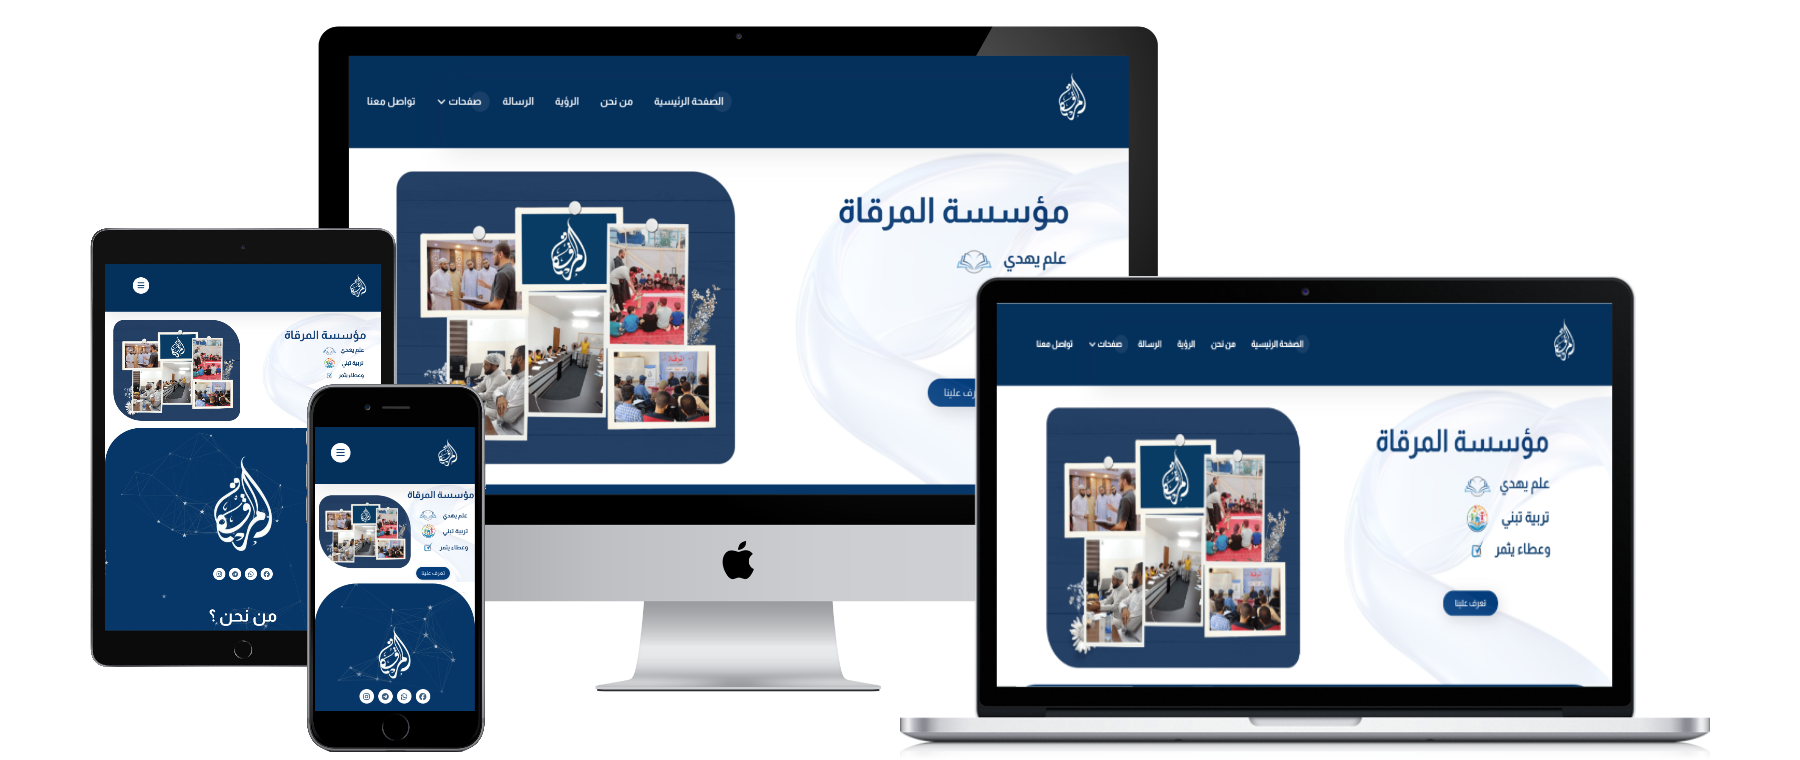 الصفحة الرئيسية من نحن الرؤية الرسالة صفحات تواصل معنا
مؤسسة المرقاة
علم يهدي
تعرف علينا
مؤسسة المرقاة
علم يهدي
تربية تبني
وعطاء يثمر
من نحن ؟
مؤسسة المرقاة
علم يهدي
تربية تبني
وعطاء يثمر
تعرف علينا
الصفحة الرئيسية من نحن الرؤية الرسالة صفحات تواصل معنا
مؤسسة المرقاة
علم يهدي
تربية تبني
وعطاء يثمر
تعرف علينا